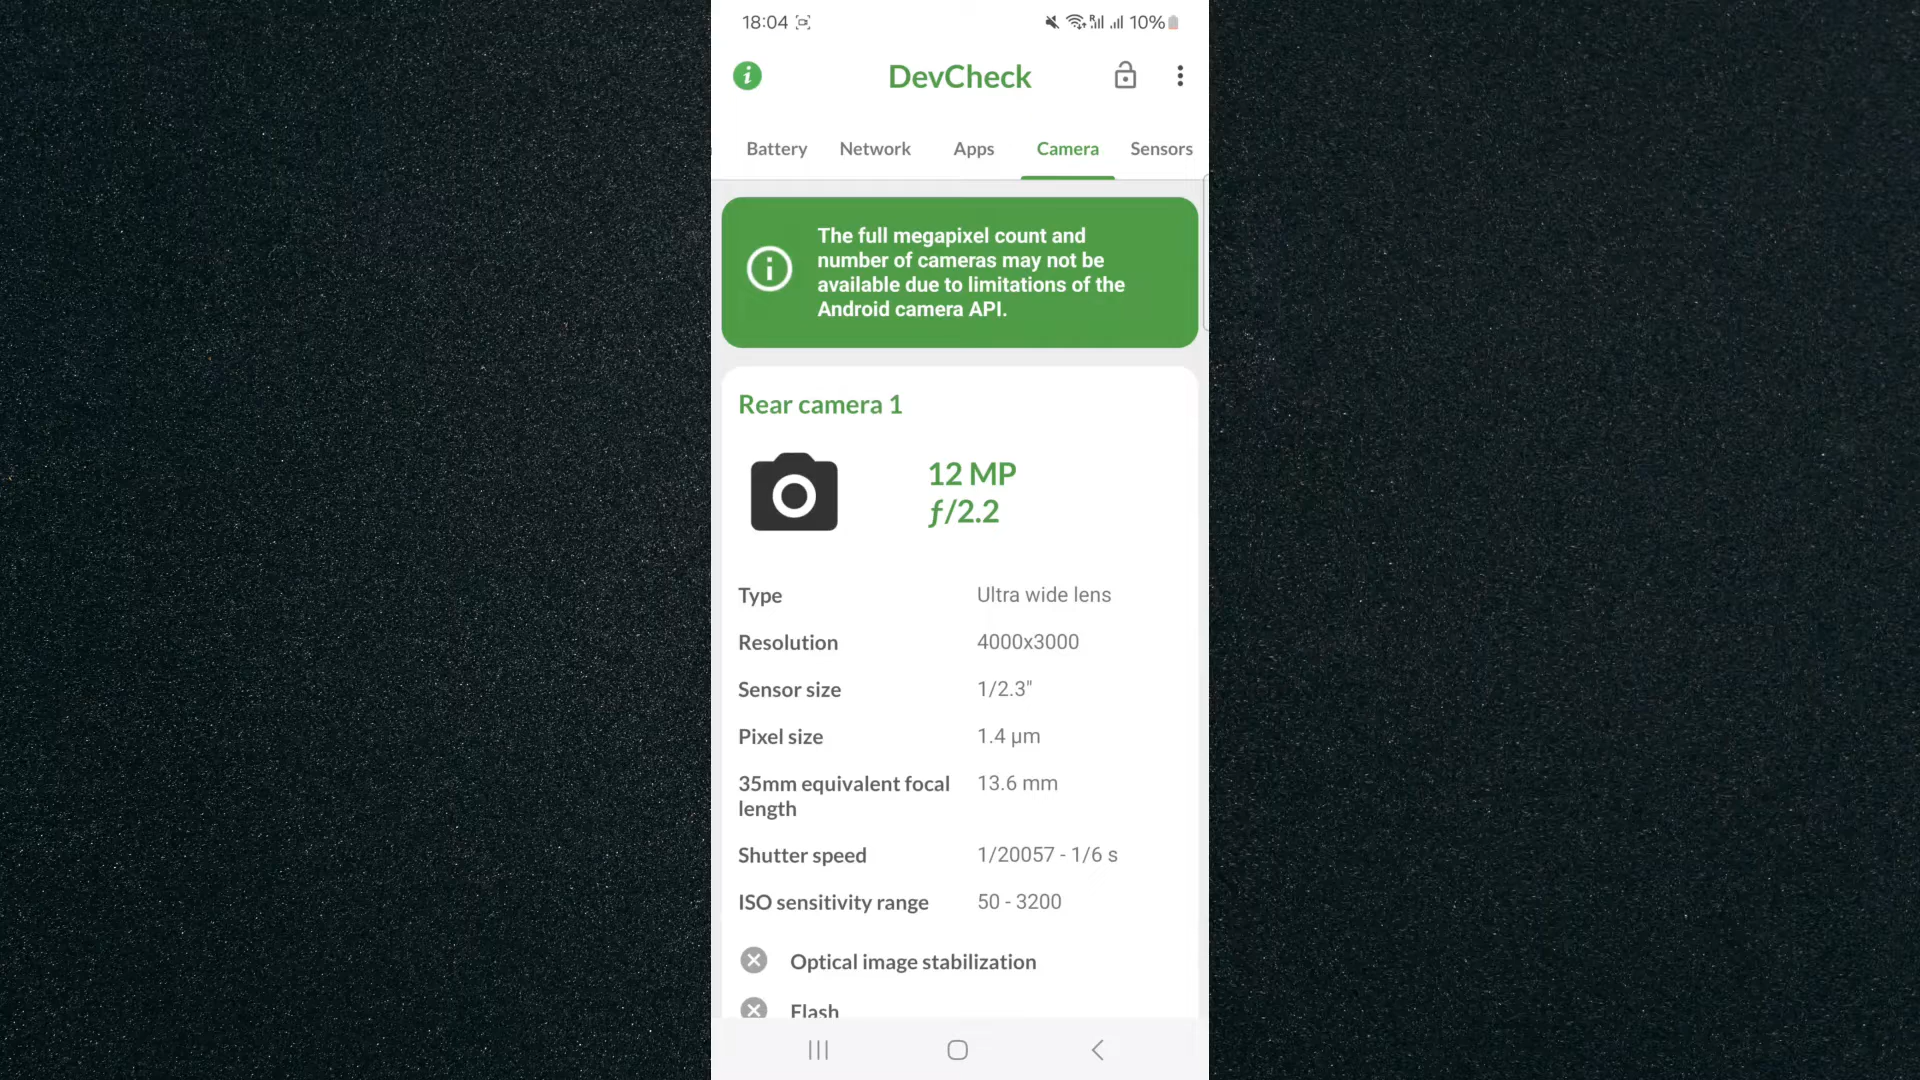 18:04 10%
DevCheck
Battery Network Apps Camera Sensors
The full megapixel count and
number of cameras may not be
available due to limitations of the
Android camera API.
Rear camera 1
12 MP
ƒ/2.2
Type Ultra wide lens
Resolution 4000x3000
Sensor size 1/2.3"
Pixel size 1.4 µm
35mm equivalent focal 13.6 mm
length
Shutter speed 1/20057 - 1/6 s
ISO sensitivity range 50 - 3200
Optical image stabilization
Flash